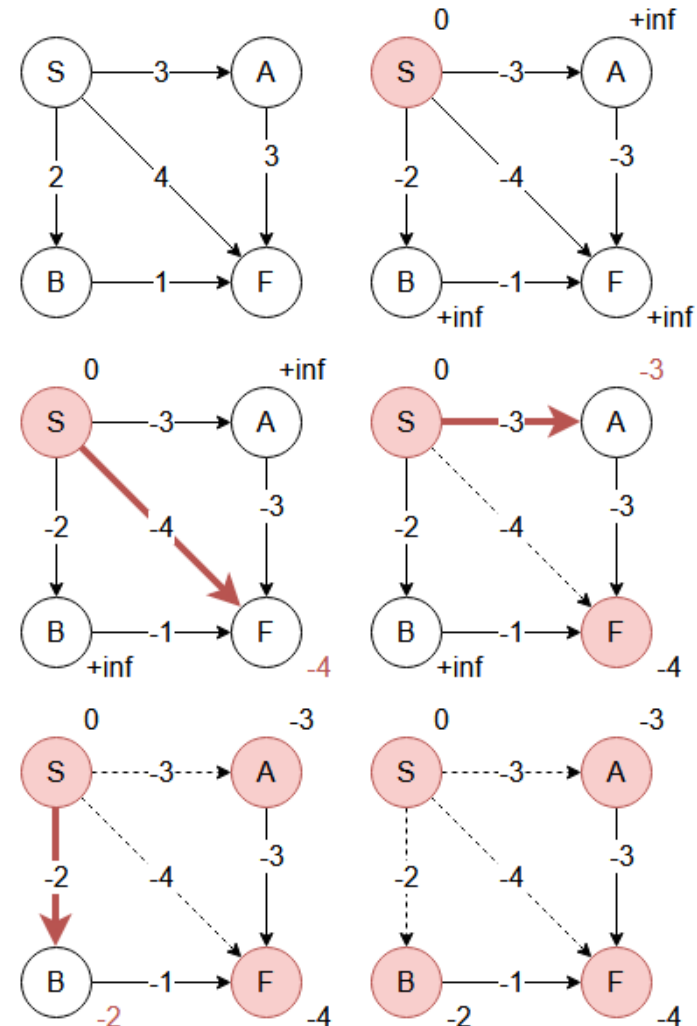 0 +inf
S 3 A S -3 A
2 4 3 -2 -4 -3
B 1 F B -1 F
+inf +inf
0 +inf 0 -3
S -3 A S -3 A
-2 -4 -3 -2 -4 -3
B -1 F B -1 F
+inf -4 +inf -4
0 -3 0 -3
S -3 A S -3 A
-2 -4 -3 -2 -4 -3
B -1 F B -1 F
-2 -4 -2 -4